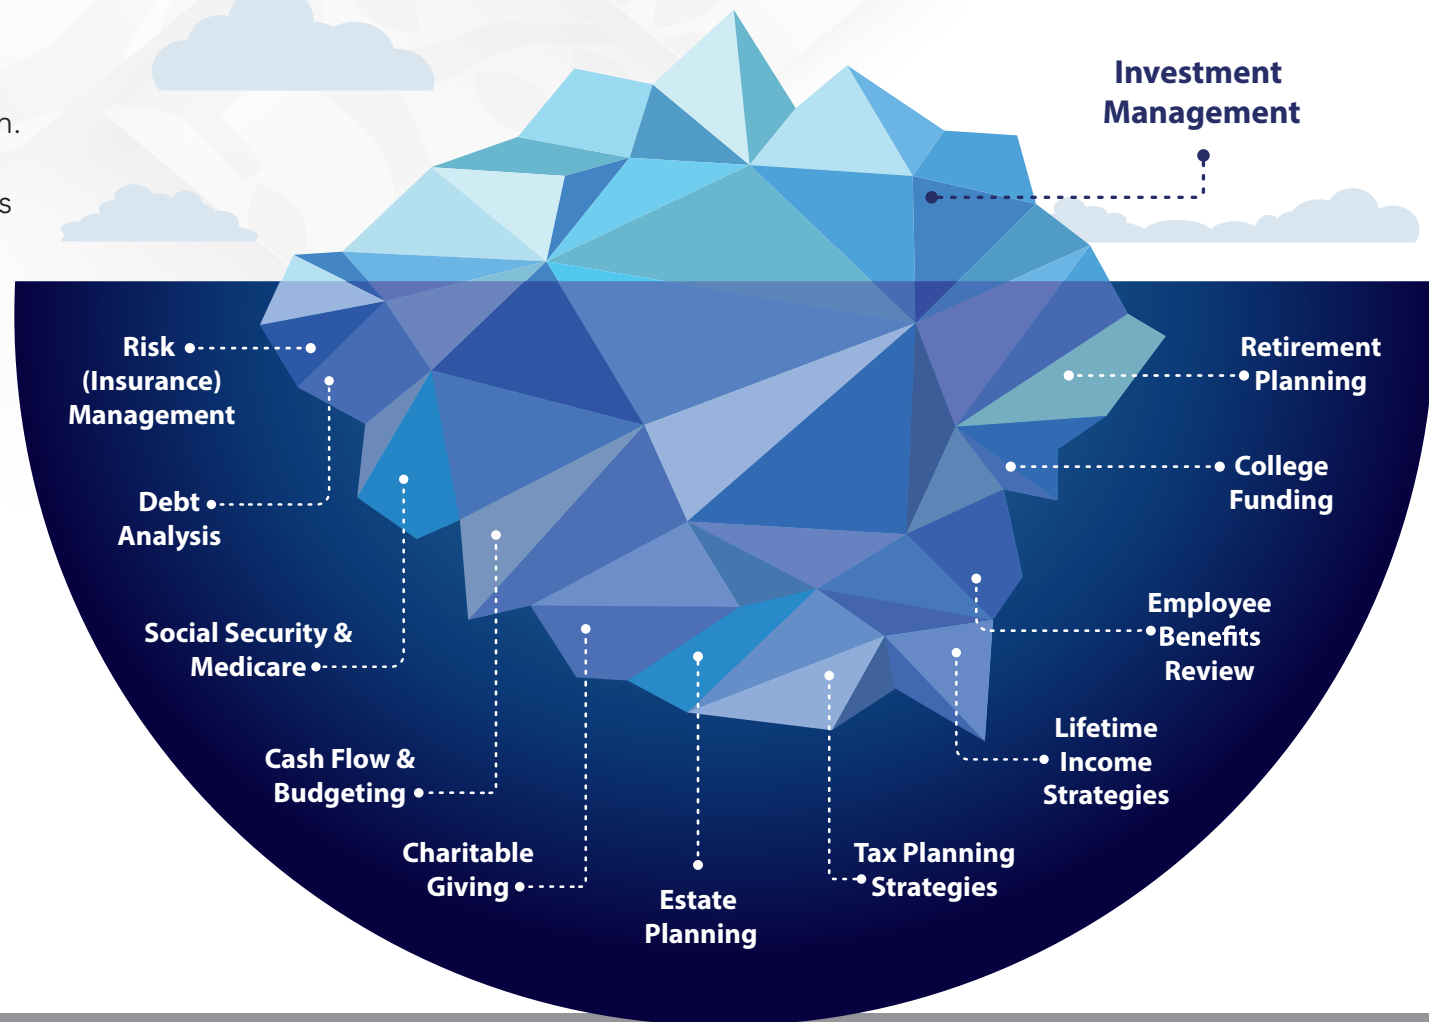 n.
s
Investment
Management
Risk
(Insurance)
Management
Debt
Analysis
Social Security &
Medicare
Cash Flow &
Budgeting
Charitable
Giving
Estate
Planning
Tax Planning
Strategies
Lifetime
Income
Strategies
Employee
Benefits
Review
College
Funding
Retirement
Planning